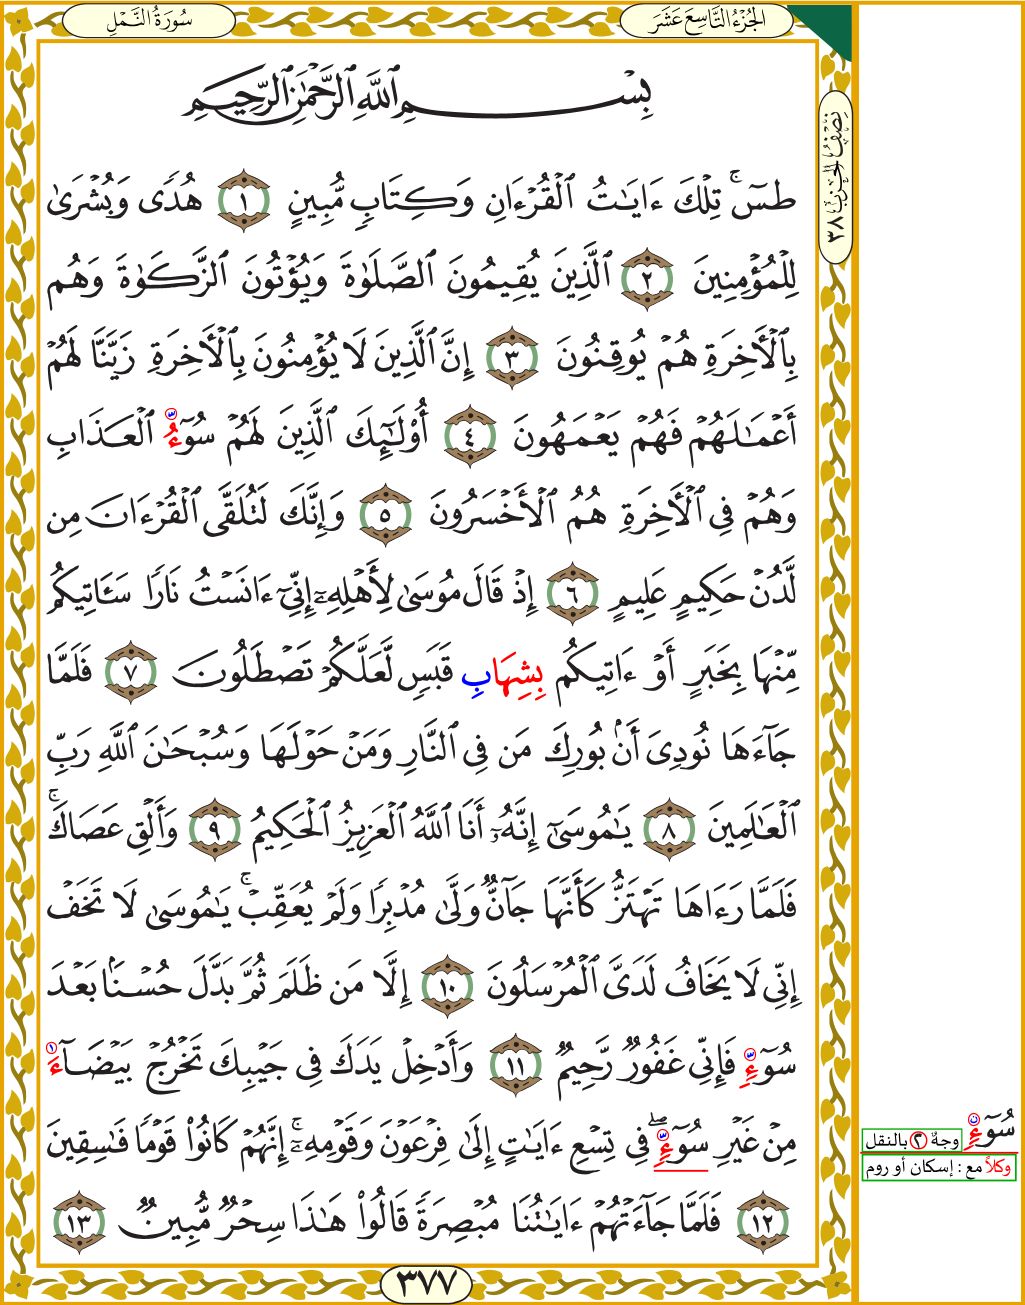 سُورَةُ النَّمْلِ
الجُزْءُ التَّاسِعَ عَشَرَ
نِصْفُ الحِزْب ٣٨
بِسْمِ ٱللَّهِ ٱلرَّحْمَٰنِ ٱلرَّحِيمِ
طسٓۚ تِلْكَ ءَايَٰتُ ٱلْقُرْءَانِ وَكِتَابٖ مُّبِينٍ ١ هُدٗى وَبُشْرَىٰ
لِلْمُؤْمِنِينَ ٢ ٱلَّذِينَ يُقِيمُونَ ٱلصَّلَوٰةَ وَيُؤْتُونَ ٱلزَّكَوٰةَ وَهُم
بِٱلْأٓخِرَةِ هُمْ يُوقِنُونَ ٣ إِنَّ ٱلَّذِينَ لَا يُؤْمِنُونَ بِٱلْأٓخِرَةِ زَيَّنَّا لَهُمْ
أَعْمَٰلَهُمْ فَهُمْ يَعْمَهُونَ ٤ أُوْلَٰٓئِكَ ٱلَّذِينَ لَهُمْ سُوٓءُ ٱلْعَذَابِ
وَهُمْ فِي ٱلْأٓخِرَةِ هُمُ ٱلْأَخْسَرُونَ ٥ وَإِنَّكَ لَتُلَقَّى ٱلْقُرْءَانَ مِن
لَّدُنْ حَكِيمٍ عَلِيمٍ ٦ إِذْ قَالَ مُوسَىٰ لِأَهْلِهِۦٓ إِنِّيٓ ءَانَسْتُ نَارٗا سَـَٔاتِيكُم
مِّنْهَا بِخَبَرٍ أَوْ ءَاتِيكُم بِشِهَابِ قَبَسٖ لَّعَلَّكُمْ تَصْطَلُونَ ٧ فَلَمَّا
جَآءَهَا نُودِيَ أَنۢ بُورِكَ مَن فِي ٱلنَّارِ وَمَنْ حَوْلَهَا وَسُبْحَٰنَ ٱللَّهِ رَبِّ
ٱلْعَٰلَمِينَ ٨ يَٰمُوسَىٰٓ إِنَّهُۥٓ أَنَا ٱللَّهُ ٱلْعَزِيزُ ٱلْحَكِيمُ ٩ وَأَلْقِ عَصَاكَۚ
فَلَمَّا رَءَاهَا تَهْتَزُّ كَأَنَّهَا جَآنّٞ وَلَّىٰ مُدْبِرٗا وَلَمْ يُعَقِّبْۚ يَٰمُوسَىٰ لَا تَخَفْ
إِنِّي لَا يَخَافُ لَدَيَّ ٱلْمُرْسَلُونَ ١٠ إِلَّا مَن ظَلَمَ ثُمَّ بَدَّلَ حُسْنَۢا بَعْدَ
سُوٓءٖ فَإِنِّي غَفُورٞ رَّحِيمٞ ١١ وَأَدْخِلْ يَدَكَ فِي جَيْبِكَ تَخْرُجْ بَيْضَآءَ
مِنْ غَيْرِ سُوٓءٖۖ فِي تِسْعِ ءَايَٰتٍ إِلَىٰ فِرْعَوْنَ وَقَوْمِهِۦٓۚ إِنَّهُمْ كَانُواْ قَوْمٗا فَٰسِقِينَ
١٢ فَلَمَّا جَآءَتْهُمْ ءَايَٰتُنَا مُبْصِرَةٗ قَالُواْ هَٰذَا سِحْرٞ مُّبِينٞ ١٣
سُوٓءٖ وجهٌ ٢ بالنقل
وكلاً مع : إسكان أو روم
٣٧٧